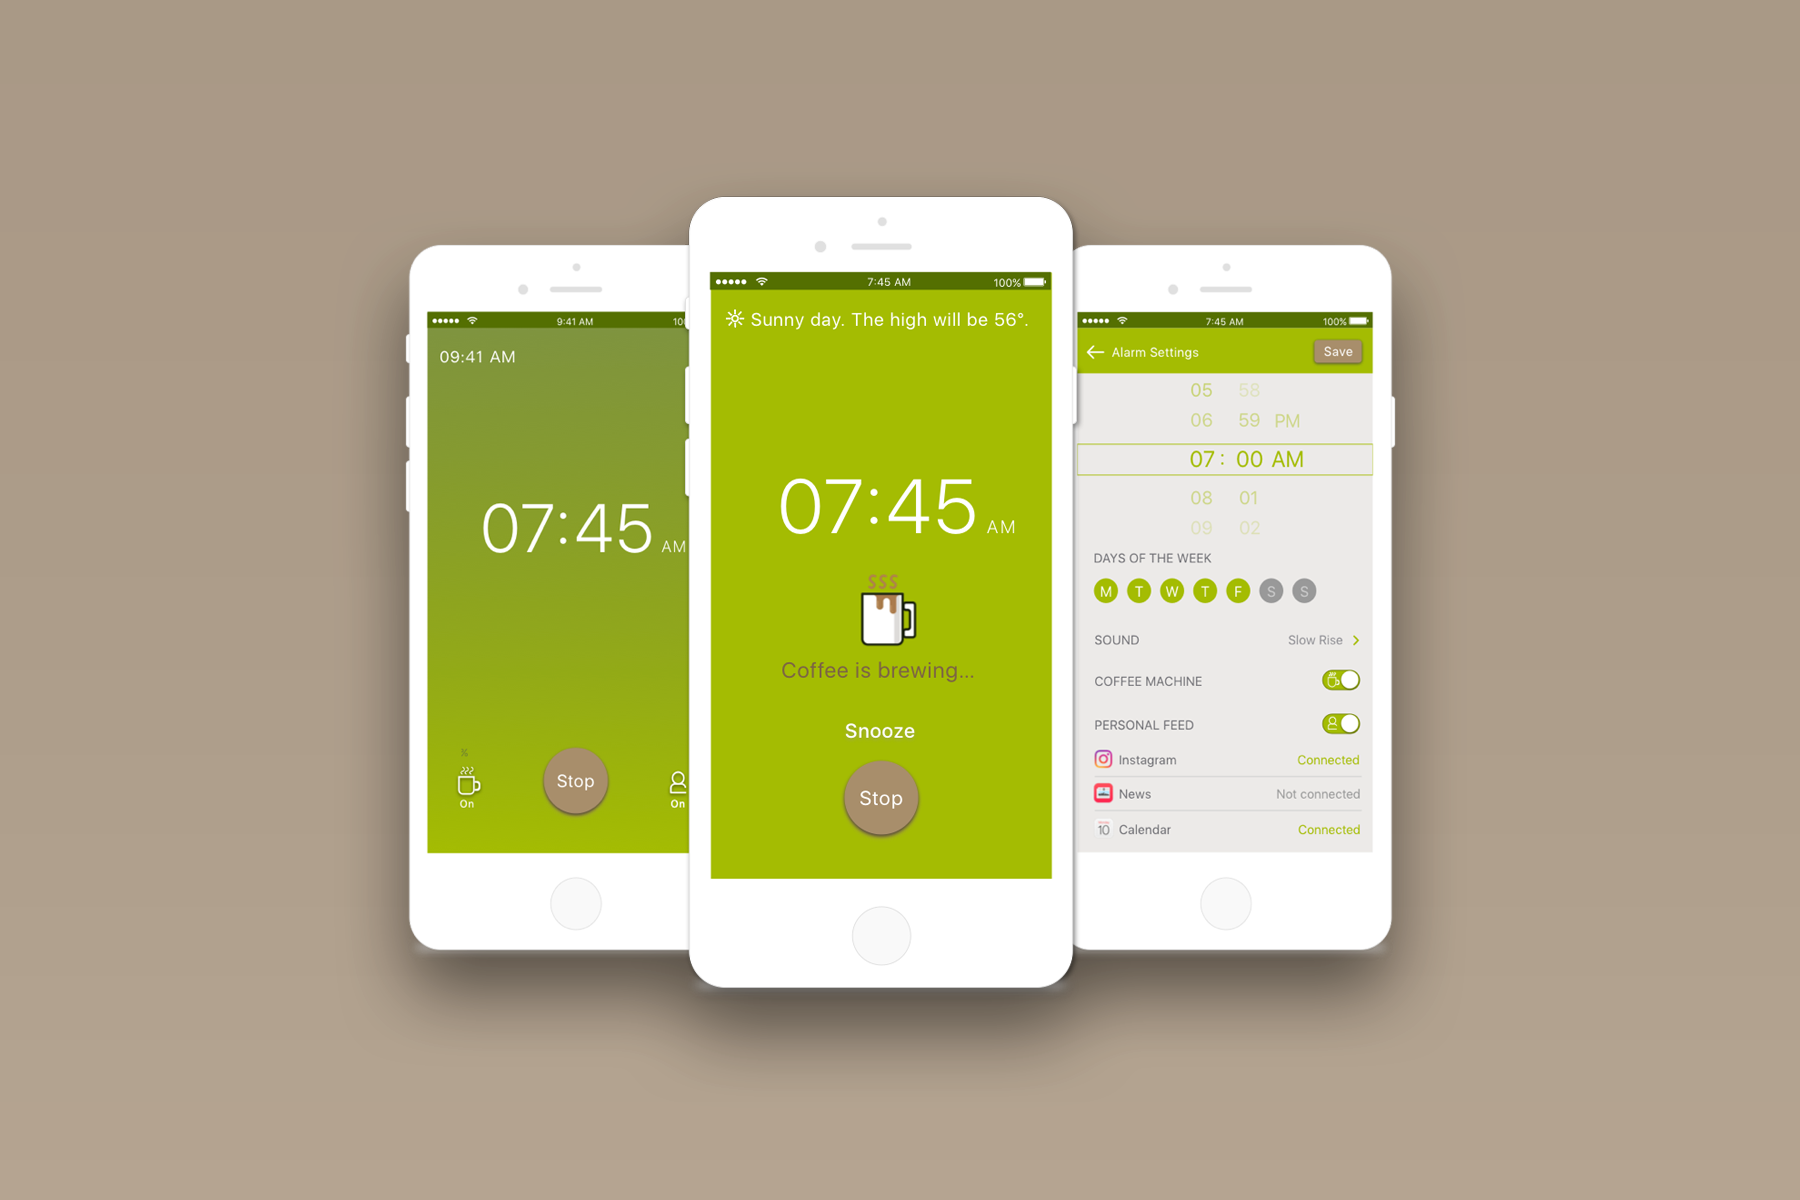 9:41 AM
10
09:41 AM
07:45 AM
%
On
Stop
On
7:45 AM
100%
Sunny day. The high will be 56°.
07:45 AM
Coffee is brewing...
Snooze
Stop
7:45 AM
100%
Alarm Settings
Save
05 58
06 59 PM
07 : 00 AM
08 01
09 02
DAYS OF THE WEEK
M T W T F S S
SOUND Slow Rise
COFFEE MACHINE
PERSONAL FEED
Instagram Connected
News Not connected
10 Calendar Connected